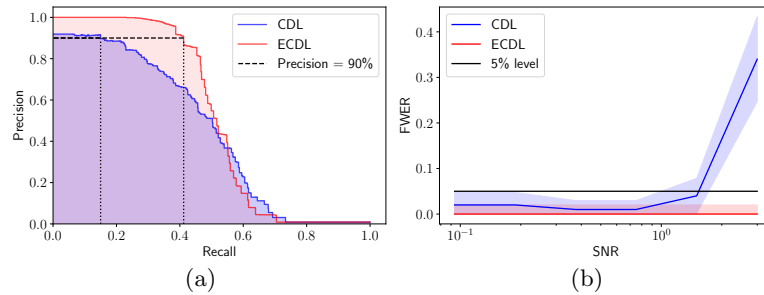 CDL
ECDL
Precision = 90%
Precision
1.0
0.8
0.6
0.4
0.2
0.0
0.0 0.2 0.4 0.6 0.8 1.0
Recall
(a)
CDL
ECDL
5% level
FWER
0.4
0.3
0.2
0.1
0.0
10⁻¹ 10⁰
SNR
(b)